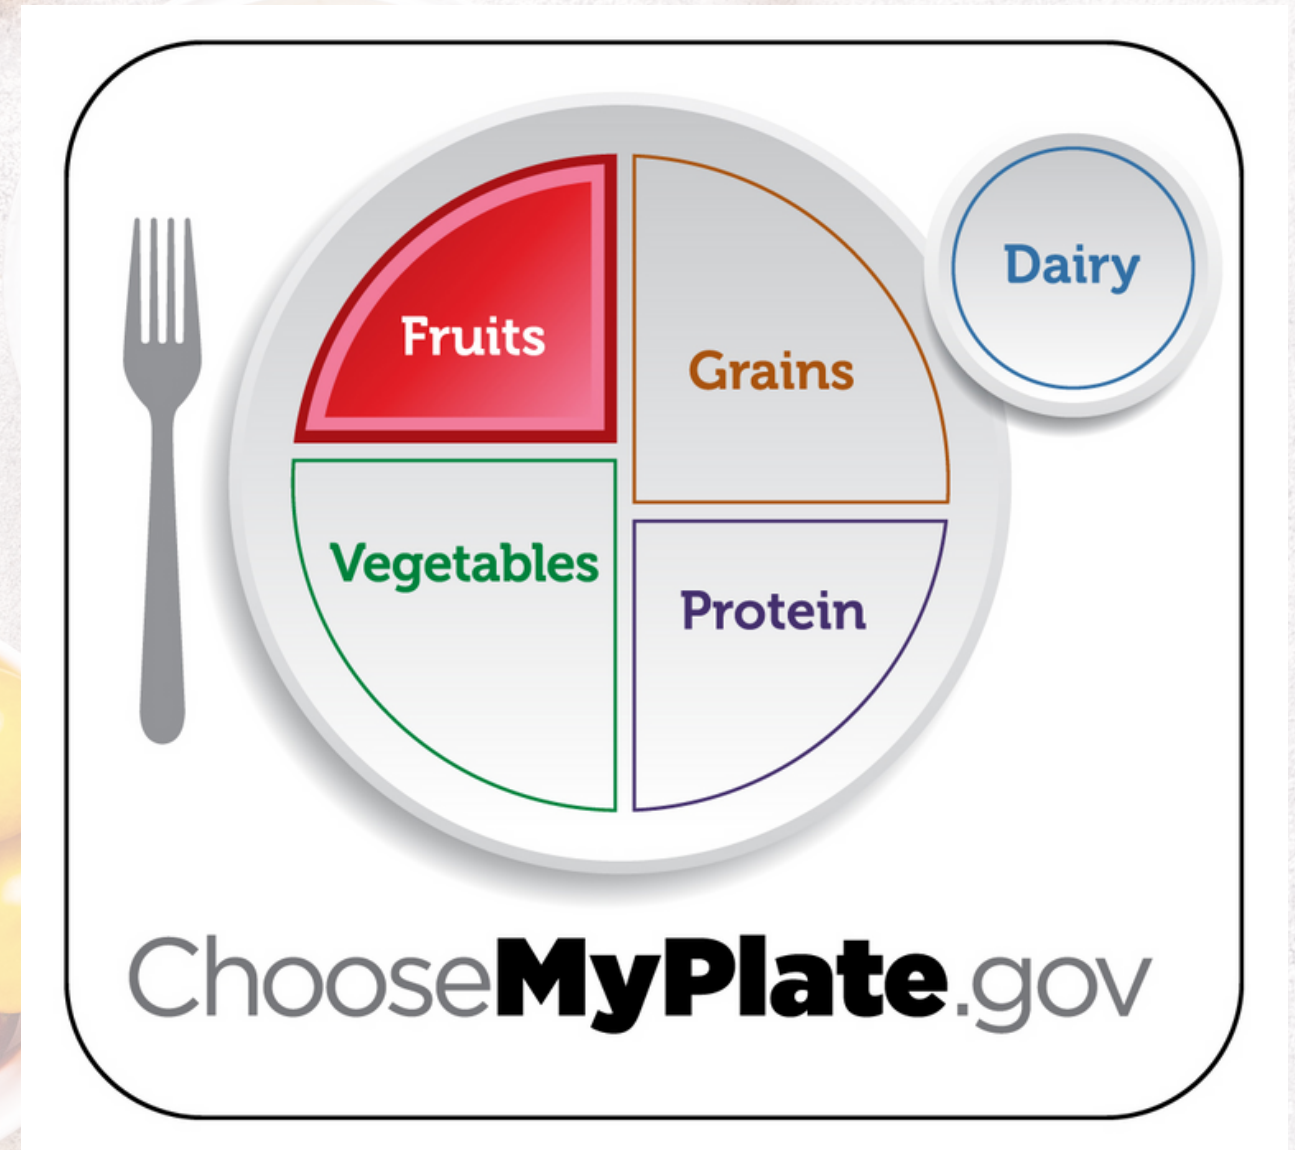 Fruits
Grains
Dairy
Vegetables
Protein
ChooseMyPlate.gov